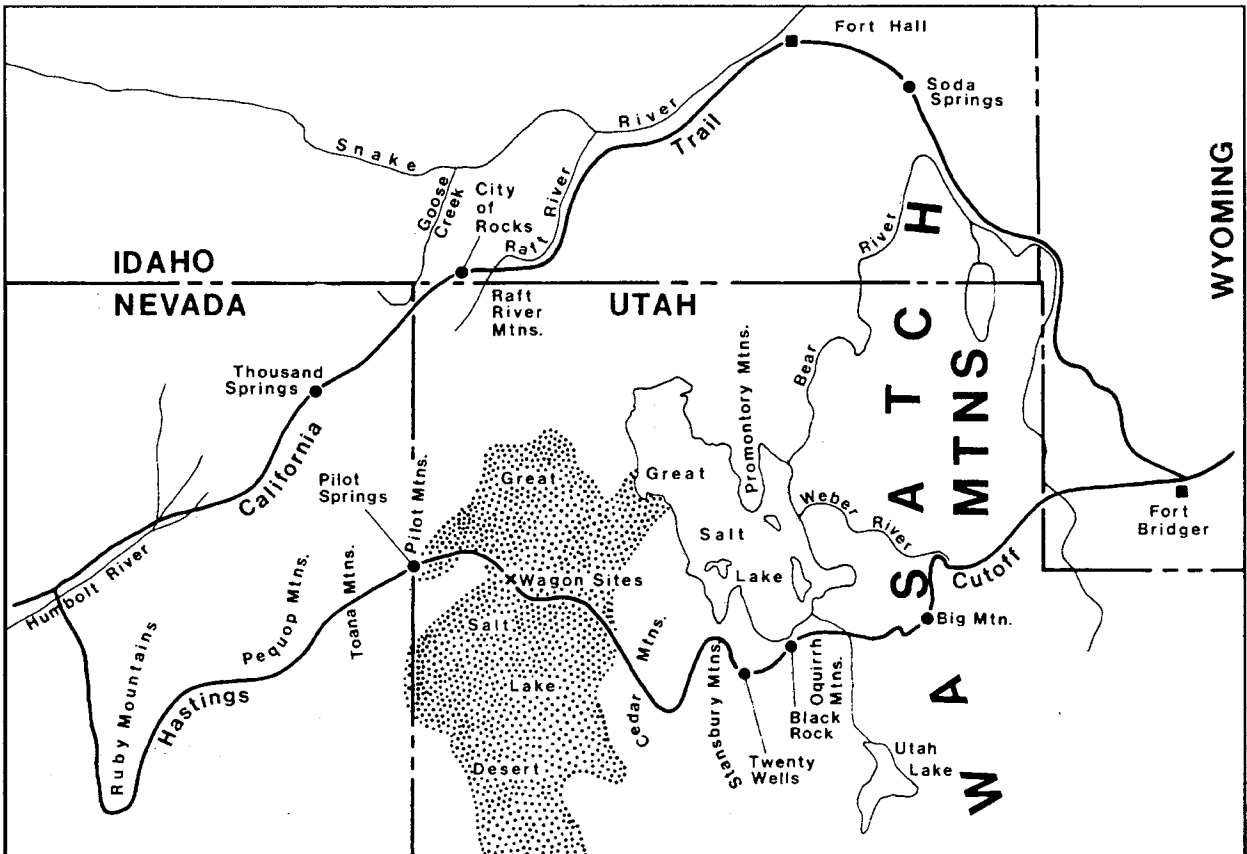 Fort Hall
Soda
Springs
River
Trail
Snake
Goose
Creek
City
of
Rocks
Raft
River
River
Bear
WYOMING
IDAHO
NEVADA
UTAH
Raft
River
Mtns.
Thousand
Springs
California
Humbolt River
Pilot
Springs
Pilot Mtns.
Great
Salt
Lake
Desert
Wagon Sites
Great
Salt
Lake
Promontory Mtns.
Weber River
WASATCH
MTNS
Fort
Bridger
Cutoff
Big Mtn.
Ruby Mountains
Hastings
Pequop Mtns.
Toana Mtns.
Cedar Mtns.
Stansbury Mtns.
Twenty
Wells
Black
Rock
Oquirrh
Mtns.
Utah
Lake